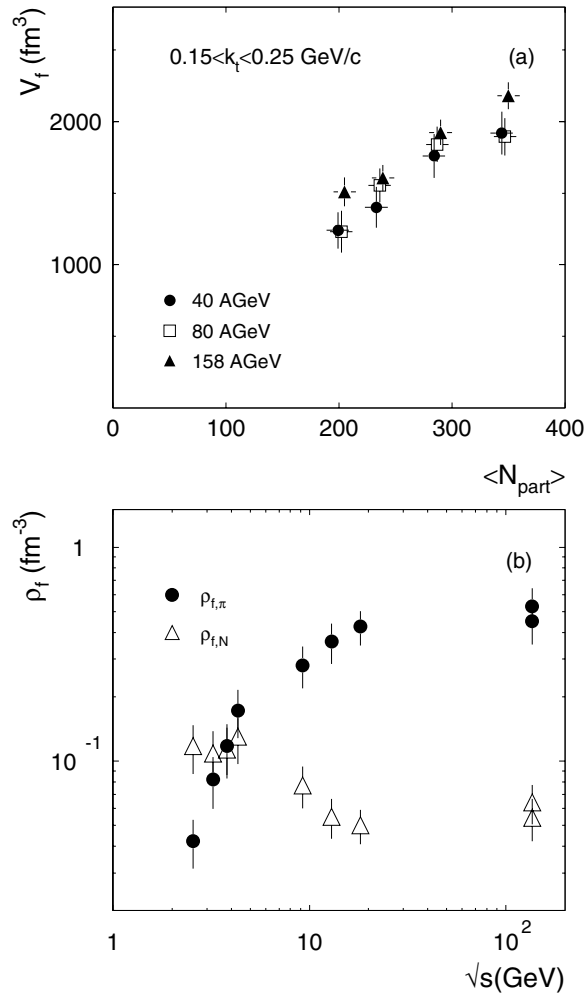 V_f (fm^3)
0.15<k_t<0.25 GeV/c
(a)
2000
1000
40 AGeV
80 AGeV
158 AGeV
0 100 200 300 400
<N_part>
ρ_f (fm^-3)
1
(b)
ρ_f,π
ρ_f,N
10^-1
1 10 10^2
√s(GeV)